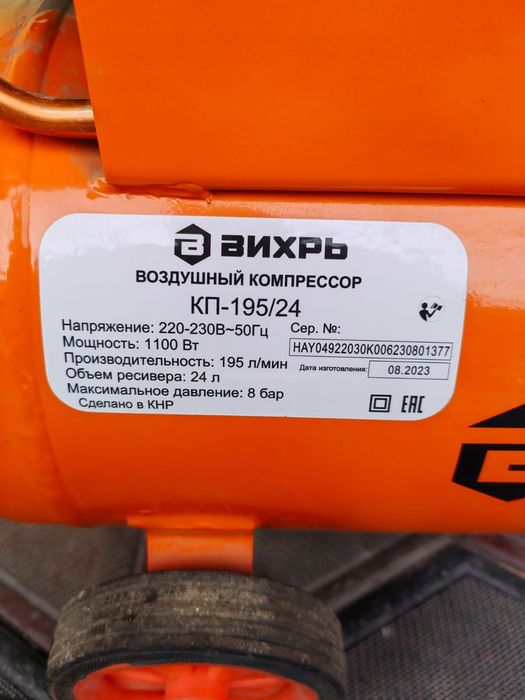 ВИХРЬ
ВОЗДУШНЫЙ КОМПРЕССОР
КП-195/24
Напряжение: 220-230В~50Гц
Мощность: 1100 Вт
Производительность: 195 л/мин
Объем ресивера: 24 л
Максимальное давление: 8 бар
Сделано в КНР
Сер. №:
HAY04922030K006230801377
Дата изготовления: 08.2023
EAC